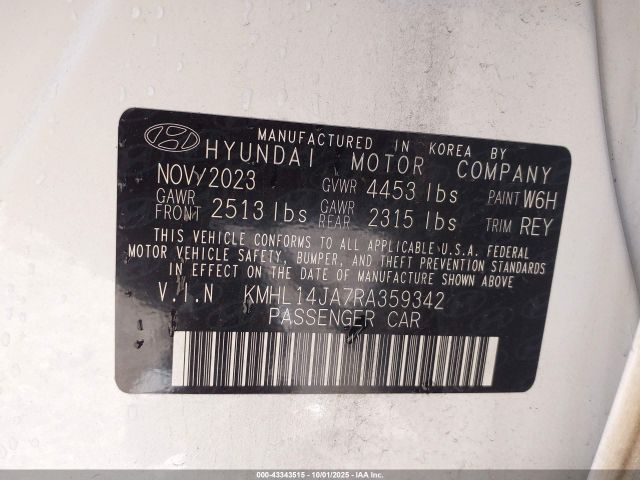 MANUFACTURED IN KOREA BY
HYUNDAI MOTOR COMPANY
NOV/2023 GVWR 4453 lbs PAINT W6H
GAWR FRONT 2513 lbs GAWR REAR 2315 lbs TRIM REY
THIS VEHICLE CONFORMS TO ALL APPLICABLE U.S.A. FEDERAL
MOTOR VEHICLE SAFETY, BUMPER, AND THEFT PREVENTION STANDARDS
IN EFFECT ON THE DATE OF MANUFACTURE SHOWN ABOVE
V.I.N KMHL14JA7RA359342
PASSENGER CAR
000-43343515 - 10/01/2025 - IAAI.CA